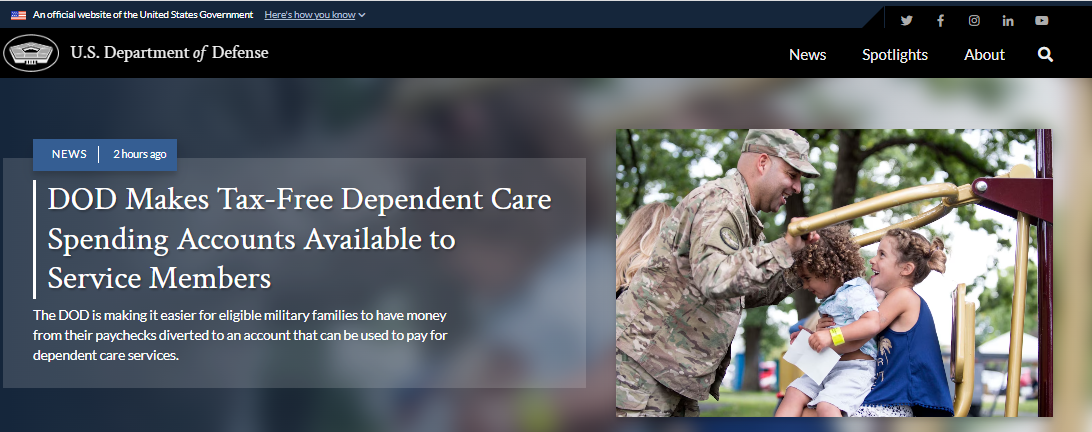 An official website of the United States Government Here's how you know
U.S. Department of Defense
News Spotlights About
NEWS 2 hours ago
DOD Makes Tax-Free Dependent Care
Spending Accounts Available to
Service Members
The DOD is making it easier for eligible military families to have money
from their paychecks diverted to an account that can be used to pay for
dependent care services.